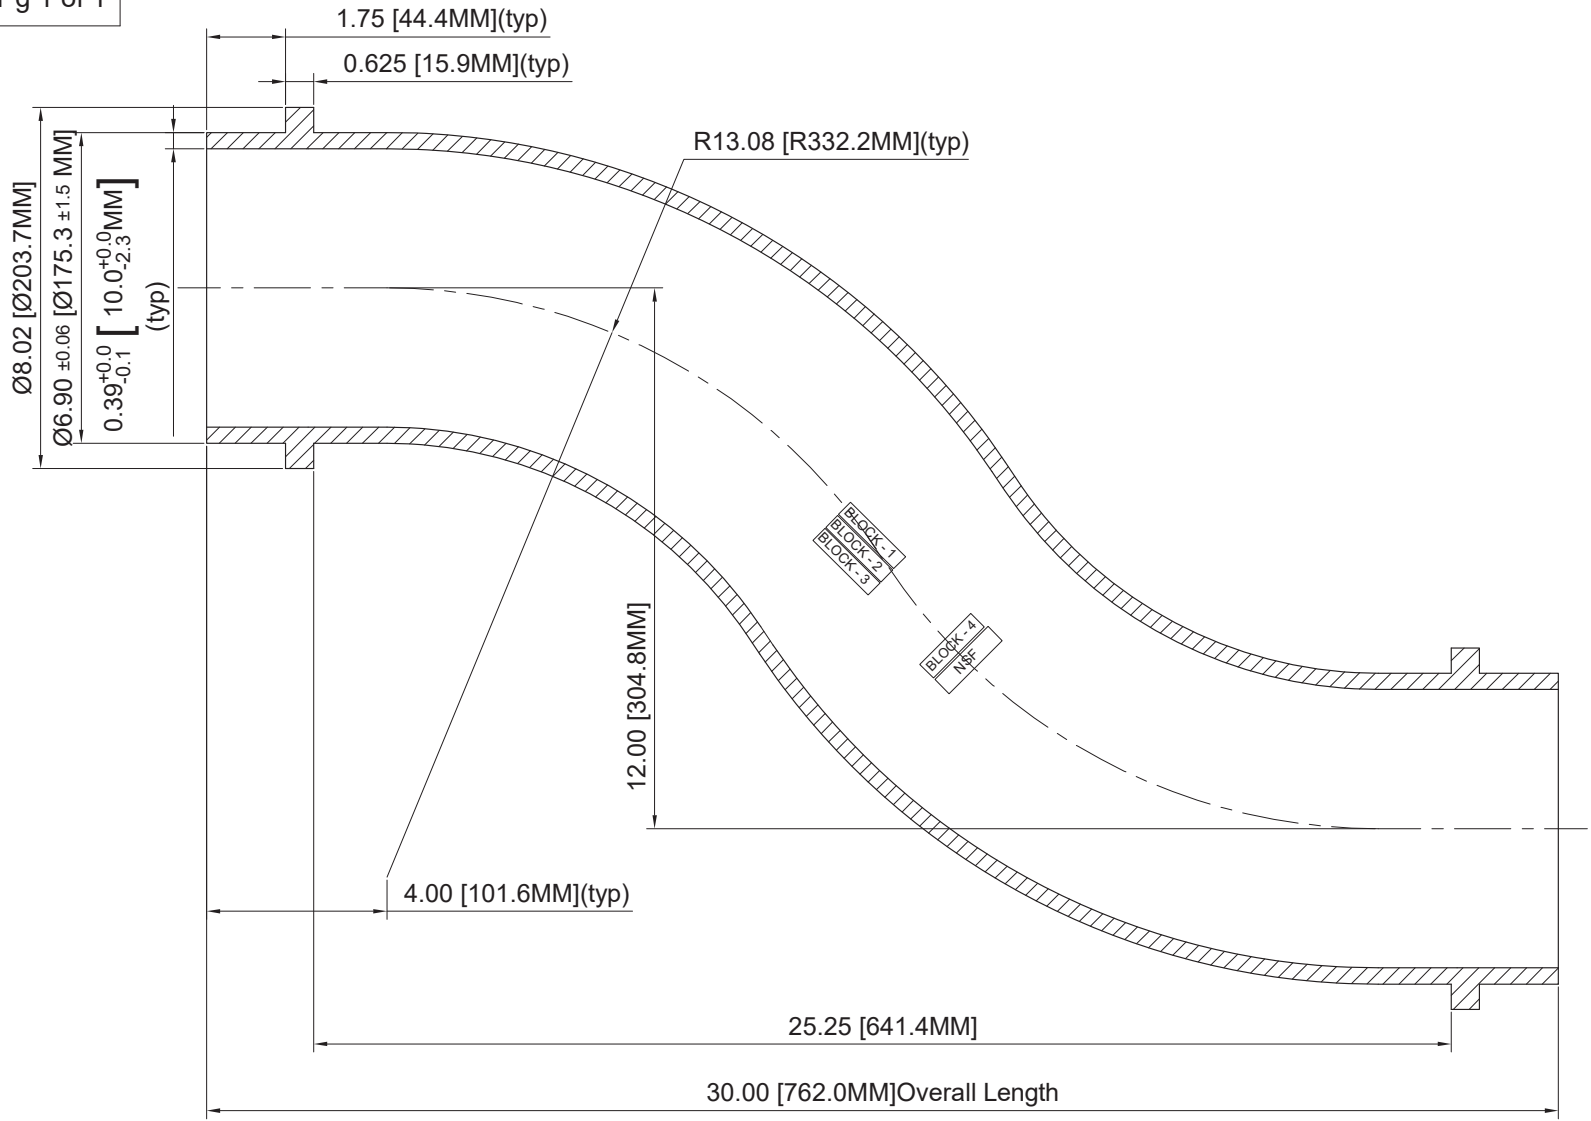 Pg 1 of 1
1.75 [44.4MM](typ)
0.625 [15.9MM](typ)
R13.08 [R332.2MM](typ)
Ø8.02 [Ø203.7MM]
Ø6.90 ±0.06 [Ø175.3 ±1.5 MM]
0.39 +0.0 -0.1 [ 10.0 +0.0 -2.3 MM ]
(typ)
BLOCK - 1
BLOCK - 2
BLOCK - 3
BLOCK - 4
NSF
12.00 [304.8MM]
4.00 [101.6MM](typ)
25.25 [641.4MM]
30.00 [762.0MM]Overall Length